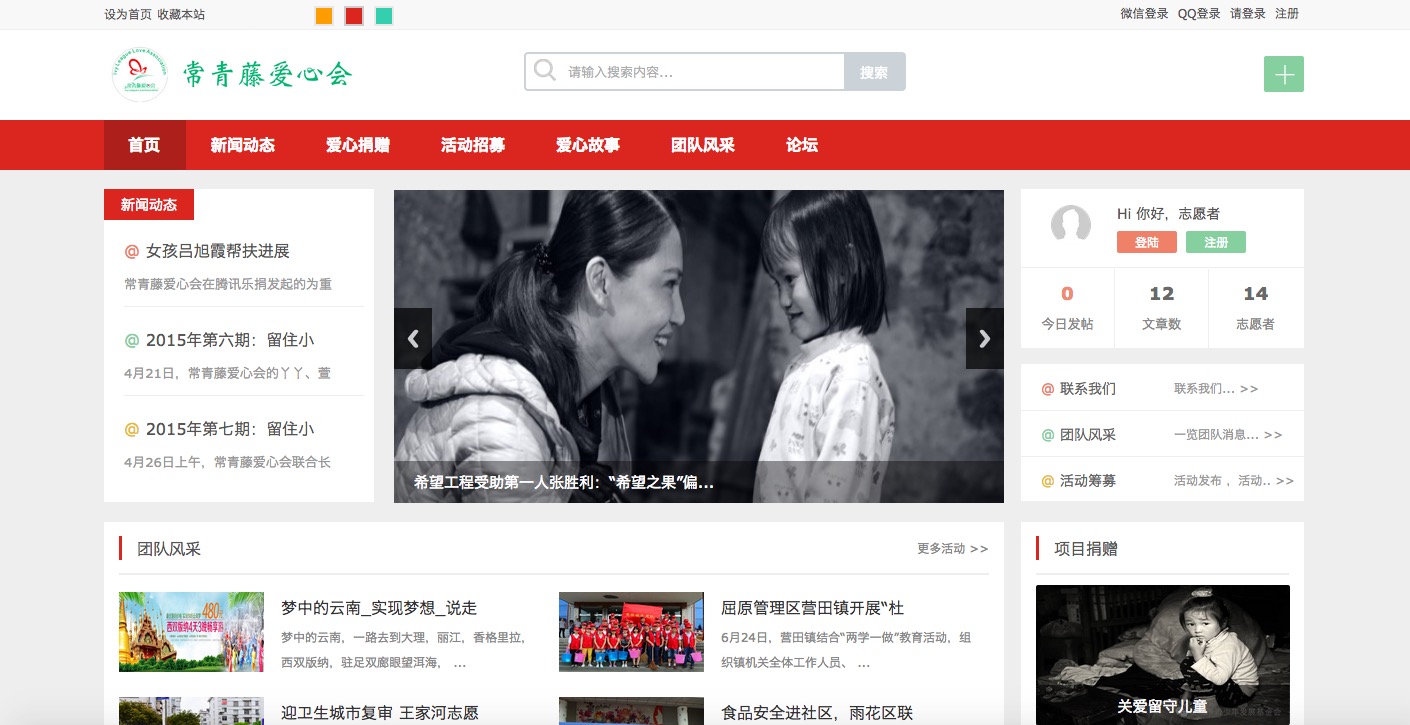 设为首页 收藏本站
微信登录 QQ登录 请登录 注册
常青藤爱心会
请输入搜索内容...
搜索
首页 新闻动态 爱心捐赠 活动招募 爱心故事 团队风采 论坛
新闻动态
@ 女孩吕旭霞帮扶进展
常青藤爱心会在腾讯乐捐发起的为重
@ 2015年第六期：留住小
4月21日，常青藤爱心会的丫丫、萱
@ 2015年第七期：留住小
4月26日上午，常青藤爱心会联合长
希望工程受助第一人张胜利：“希望之果”偏...
Hi 你好，志愿者
登陆 注册
0 12 14
今日发帖 文章数 志愿者
@ 联系我们 联系我们... >>
@ 团队风采 一览团队消息... >>
@ 活动筹募 活动发布 ，活动.. >>
团队风采
更多活动 >>
480元
西双版纳4天3晚畅享游
梦中的云南_实现梦想_说走
梦中的云南，一路去到大理，丽江，香格里拉，
西双版纳，驻足双廊眼望洱海， ...
屈原管理区营田镇开展“杜
6月24日，营田镇结合“两学一做”教育活动，组
织镇机关全体工作人员、 ...
迎卫生城市复审 王家河志愿
食品安全进社区，雨花区联
项目捐赠
关爱留守儿童